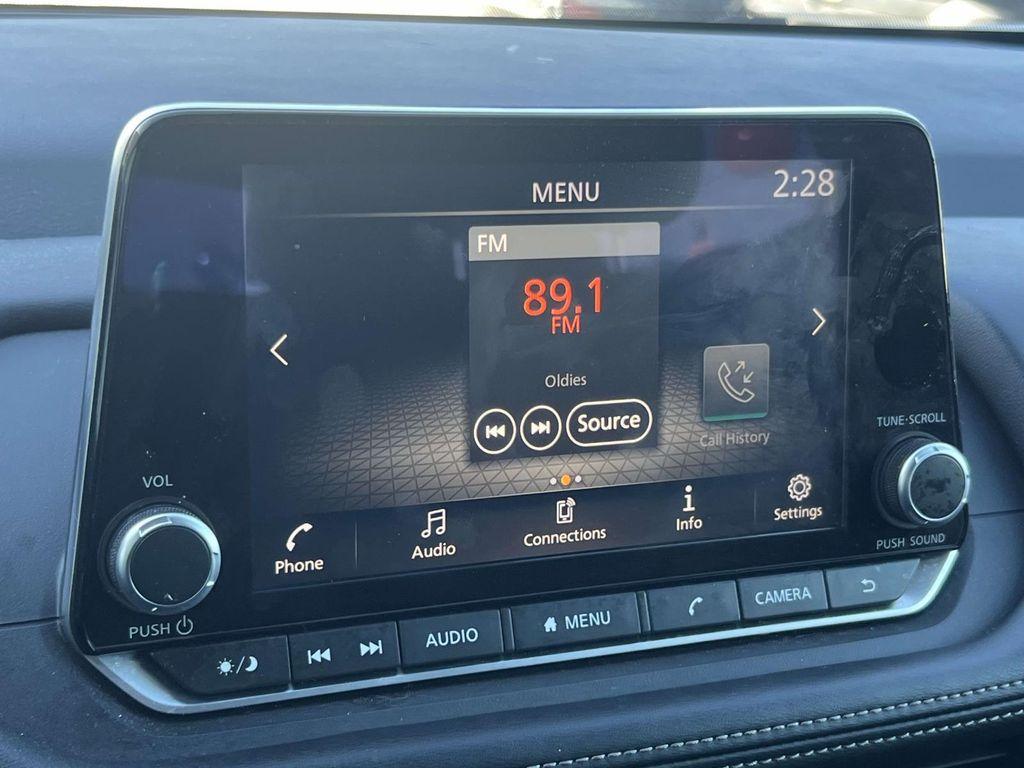 MENU
2:28
FM
89.1
FM
Oldies
Source
Call History
TUNE·SCROLL
VOL
Phone
Audio
Connections
Info
Settings
PUSH SOUND
PUSH
AUDIO
MENU
CAMERA